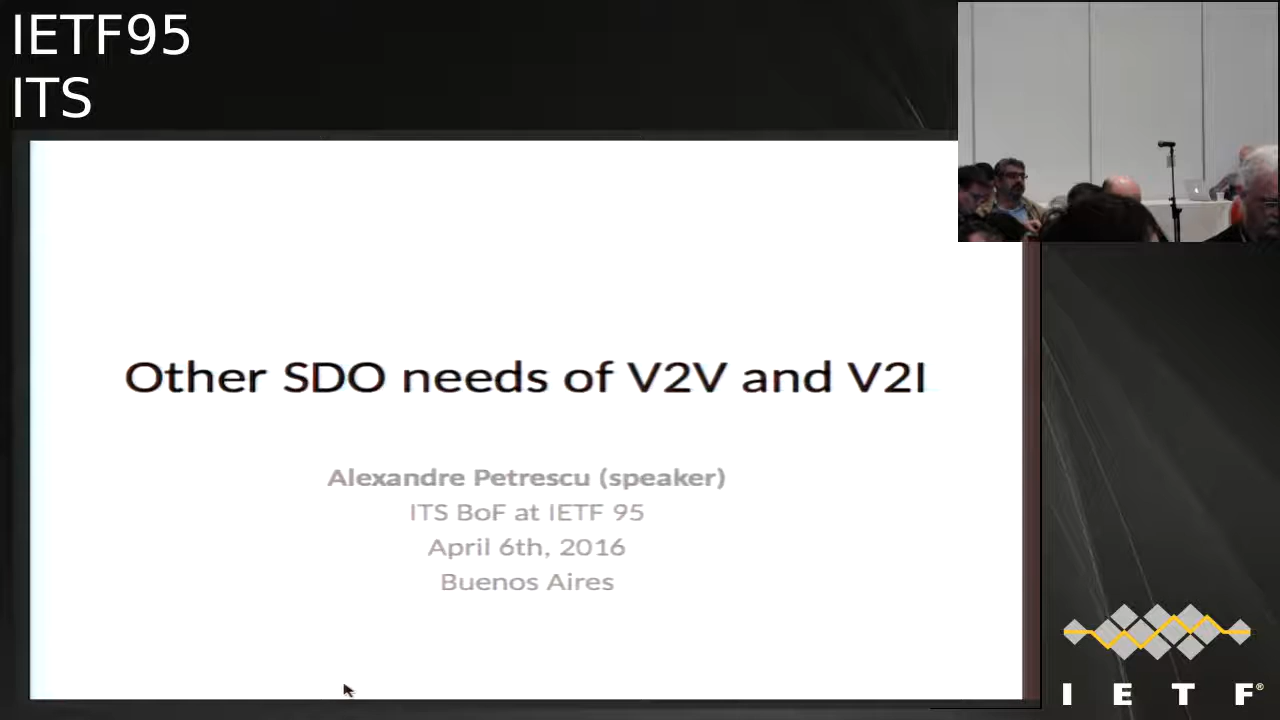 IETF95
ITS
Other SDO needs of V2V and V2I
Alexandre Petrescu (speaker)
ITS BoF at IETF 95
April 6th, 2016
Buenos Aires
I E T F®